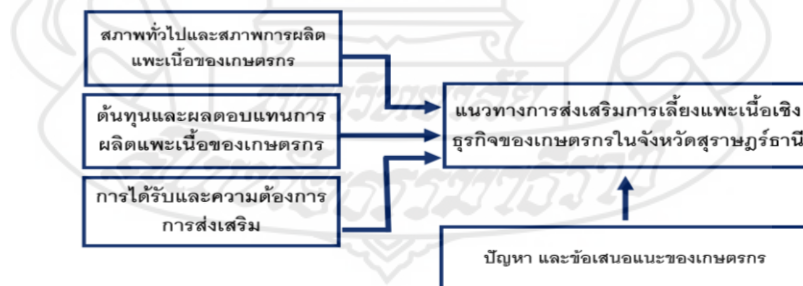 สภาพทั่วไปและสภาพการผลิต
แพะเนื้อของเกษตรกร
ต้นทุนและผลตอบแทนการ
ผลิตแพะเนื้อของเกษตรกร
การได้รับและความต้องการ
การส่งเสริม
แนวทางการส่งเสริมการเลี้ยงแพะเนื้อเชิง
ธุรกิจของเกษตรกรในจังหวัดสุราษฎร์ธานี
ปัญหา และข้อเสนอแนะของเกษตรกร